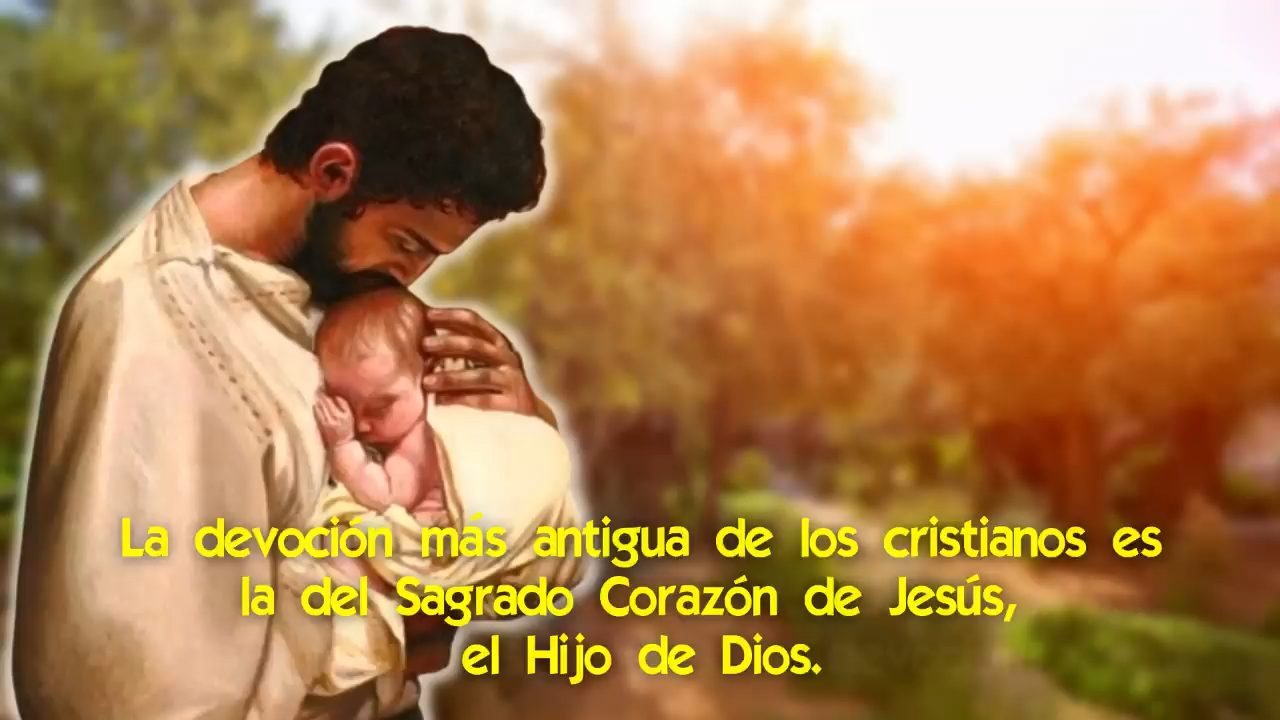 La devoción más antigua de los cristianos es
la del Sagrado Corazón de Jesús,
el Hijo de Dios.